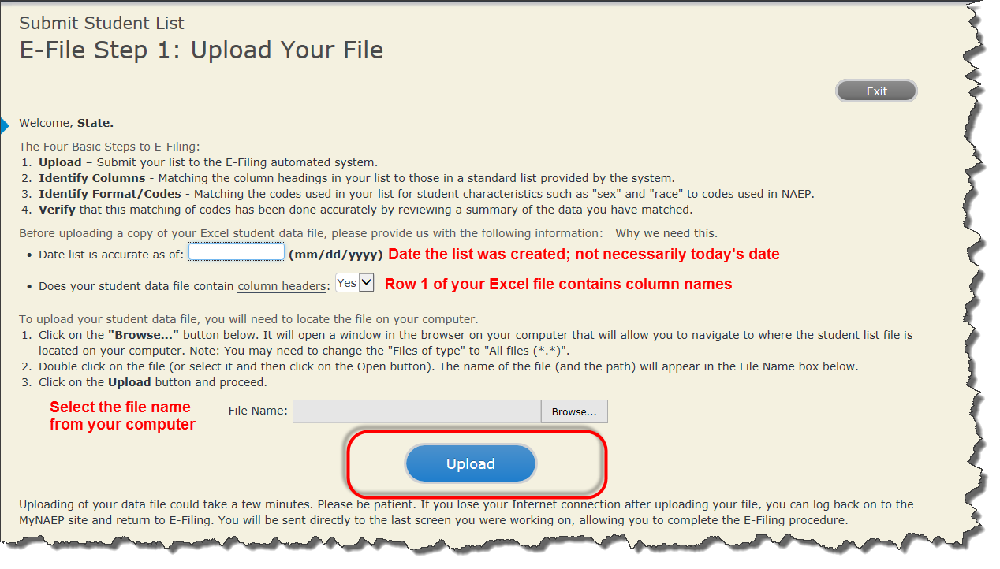 Submit Student List
E-File Step 1: Upload Your File
Exit
Welcome, State.
The Four Basic Steps to E-Filing:
1. Upload – Submit your list to the E-Filing automated system.
2. Identify Columns - Matching the column headings in your list to those in a standard list provided by the system.
3. Identify Format/Codes - Matching the codes used in your list for student characteristics such as "sex" and "race" to codes used in NAEP.
4. Verify that this matching of codes has been done accurately by reviewing a summary of the data you have matched.
Before uploading a copy of your Excel student data file, please provide us with the following information: Why we need this.
• Date list is accurate as of: (mm/dd/yyyy) Date the list was created; not necessarily today's date
• Does your student data file contain column headers: Yes Row 1 of your Excel file contains column names
To upload your student data file, you will need to locate the file on your computer.
1. Click on the "Browse..." button below. It will open a window in the browser on your computer that will allow you to navigate to where the student list file is
located on your computer. Note: You may need to change the "Files of type" to "All files (*.*)".
2. Double click on the file (or select it and then click on the Open button). The name of the file (and the path) will appear in the File Name box below.
3. Click on the Upload button and proceed.
Select the file name
from your computer
File Name: Browse...
Upload
Uploading of your data file could take a few minutes. Please be patient. If you lose your Internet connection after uploading your file, you can log back on to the
MyNAEP site and return to E-Filing. You will be sent directly to the last screen you were working on, allowing you to complete the E-Filing procedure.